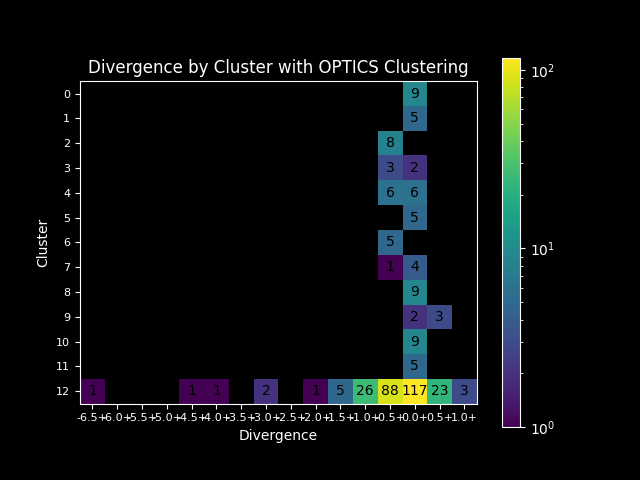 Divergence by Cluster with OPTICS Clustering
Cluster
0 9
1 5
2 8
3 3 2
4 6 6
5 5
6 5
7 1 4
8 9
9 2 3
10 9
11 5
12 1 1 1 2 1 5 26 88 117 23 3
-6.5+ -6.0+ -5.5+ -5.0+ -4.5+ -4.0+ -3.5+ -3.0+ -2.5+ -2.0+ -1.5+ -1.0+ -0.5+ 0.0+ 0.5+ 1.0+
Divergence
10²
10¹
10⁰